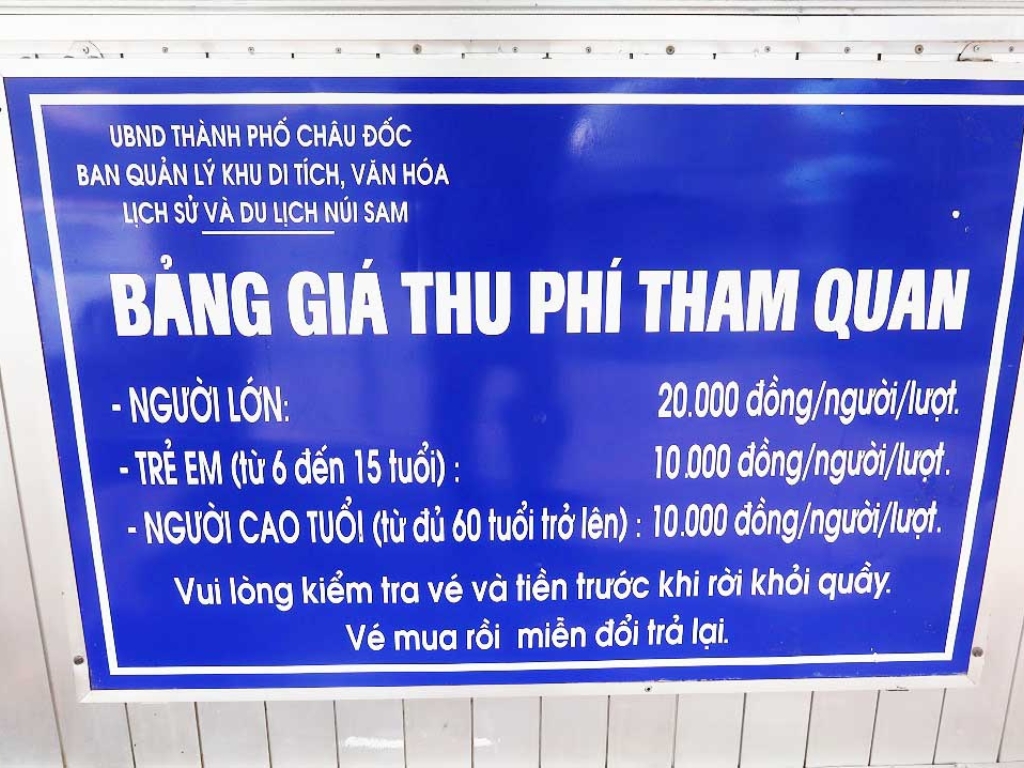 UBND THÀNH PHỐ CHÂU ĐỐC
BAN QUẢN LÝ KHU DI TÍCH, VĂN HÓA
LỊCH SỬ VÀ DU LỊCH NÚI SAM
BẢNG GIÁ THU PHÍ THAM QUAN
- NGƯỜI LỚN: 20.000 đồng/người/lượt.
- TRẺ EM (từ 6 đến 15 tuổi) : 10.000 đồng/người/lượt.
- NGƯỜI CAO TUỔI (từ đủ 60 tuổi trở lên) : 10.000 đồng/người/lượt.
Vui lòng kiểm tra vé và tiền trước khi rời khỏi quầy.
Vé mua rồi miễn đổi trả lại.